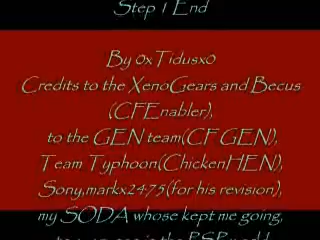 Step 1 End
By 0xTidusx0
Credits to the XenoGears and Becus
(CFEnabler),
to the GEN team(CF GEN),
Team Typhoon(ChickenHEN),
Sony,markx2475(for his revision),
my SODA whose kept me going,